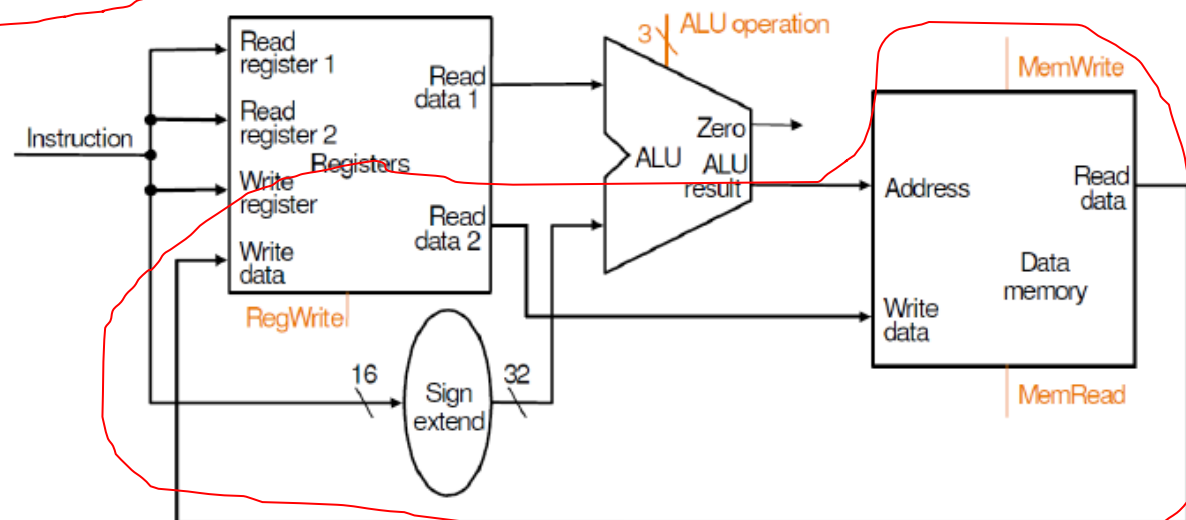 Instruction
Read
register 1
Read
register 2
Registers
Write
register
Write
data
Read
data 1
Read
data 2
RegWrite
16
Sign
extend
32
3
ALU operation
Zero
ALU
ALU
result
MemWrite
Address
Read
data
Data
memory
Write
data
MemRead